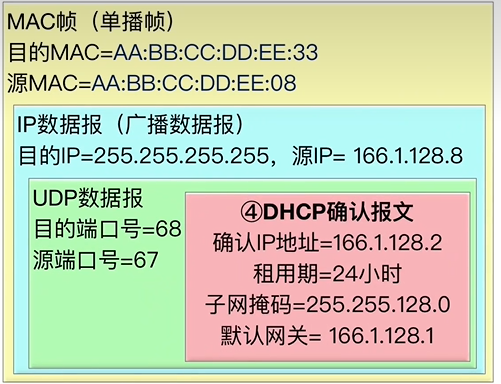 MAC帧（单播帧）
目的MAC=AA:BB:CC:DD:EE:33
源MAC=AA:BB:CC:DD:EE:08
IP数据报（广播数据报）
目的IP=255.255.255.255，源IP= 166.1.128.8
UDP数据报
目的端口号=68
源端口号=67
④DHCP确认报文
确认IP地址=166.1.128.2
租用期=24小时
子网掩码=255.255.128.0
默认网关= 166.1.128.1